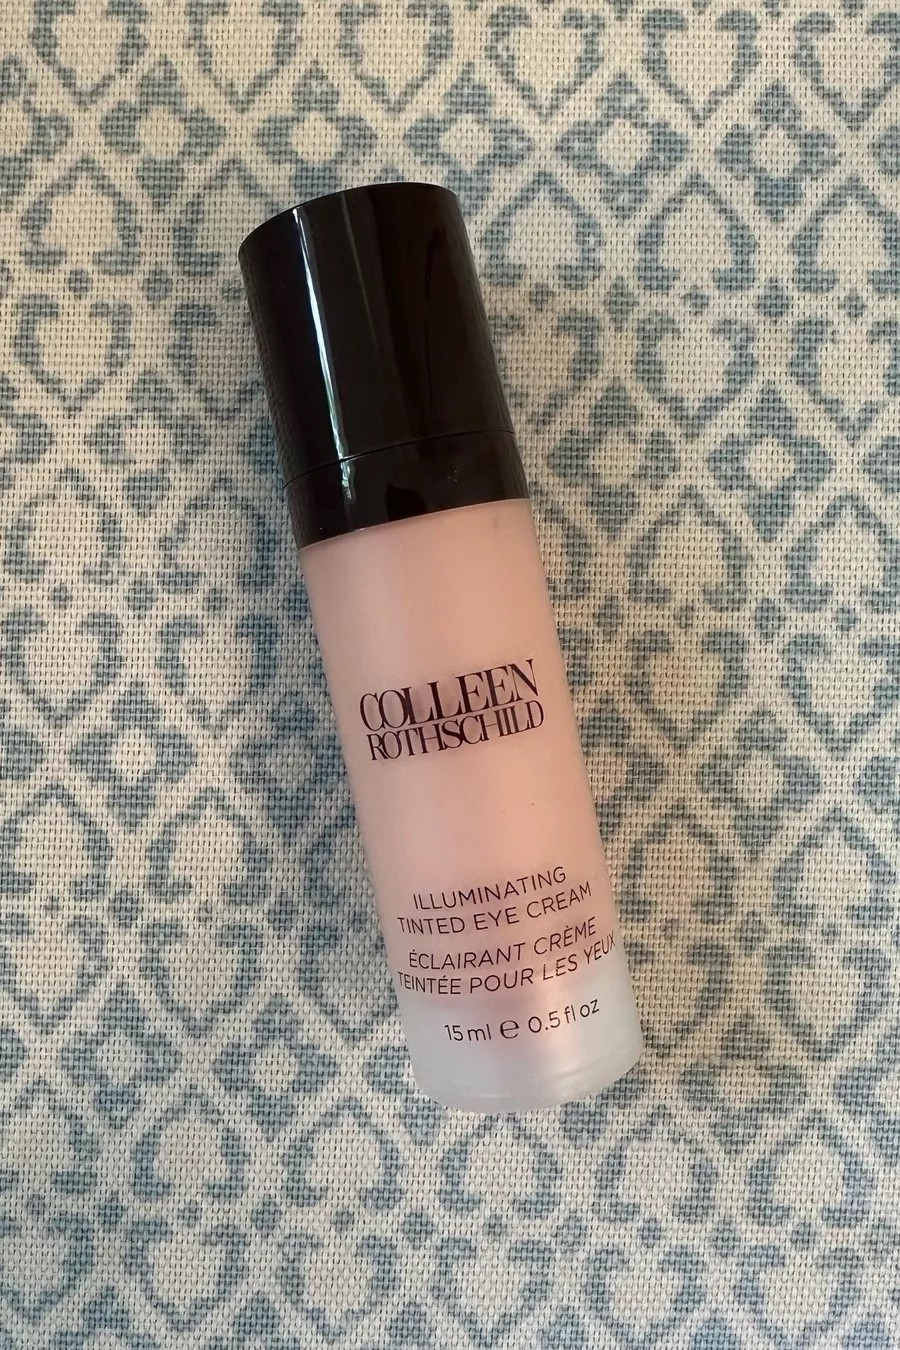 COLLEEN
ROTHSCHILD
ILLUMINATING
TINTED EYE CREAM
ÉCLAIRANT CRÈME
TEINTÉE POUR LES YEUX
15 ml ℮ 0.5 fl oz